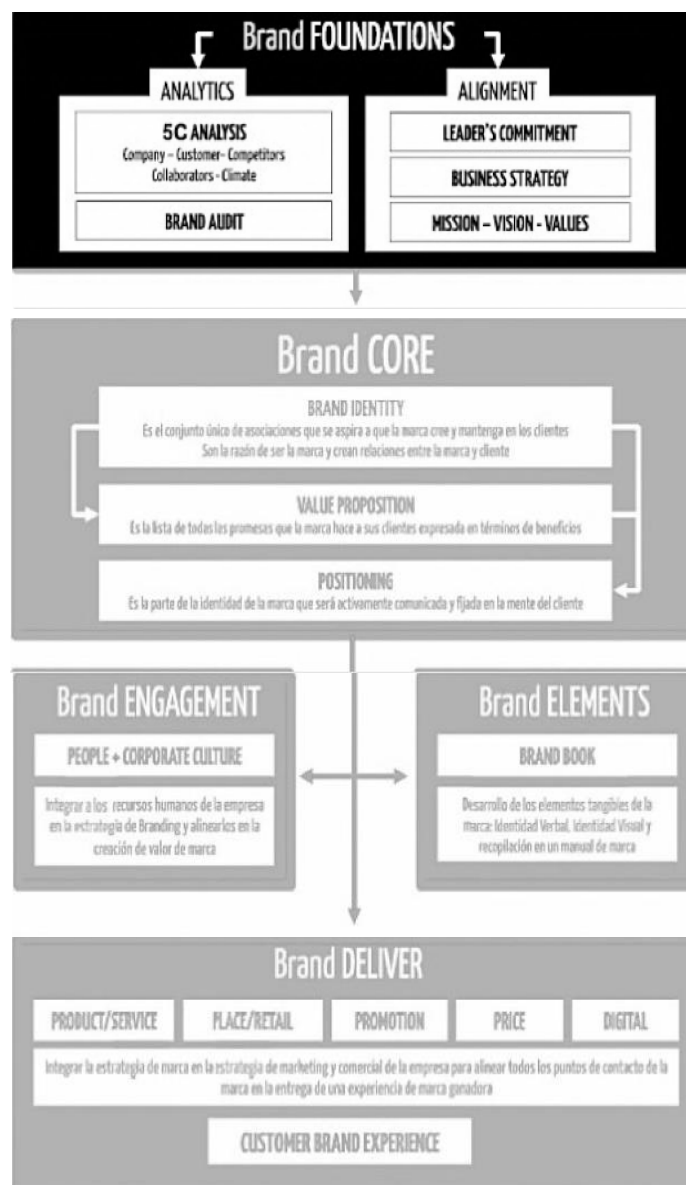 Brand FOUNDATIONS
ANALYTICS
5C ANALYSIS
Company – Customer– Competitors
Collaborators - Climate
BRAND AUDIT
ALIGNMENT
LEADER'S COMMITMENT
BUSINESS STRATEGY
MISSION – VISION - VALUES
Brand CORE
BRAND IDENTITY
Es el conjunto único de asociaciones que se aspira a que la marca cree y mantenga en los clientes
Son la razón de ser la marca y crean relaciones entre la marca y cliente
VALUE PROPOSITION
Es la lista de todas las promesas que la marca hace a sus clientes expresada en términos de beneficios
POSITIONING
Es la parte de la identidad de la marca que será activamente comunicada y fijada en la mente del cliente
Brand ENGAGEMENT
PEOPLE + CORPORATE CULTURE
Integrar a los recursos humanos de la empresa
en la estrategia de Branding y alinearlos en la
creación de valor de marca
Brand ELEMENTS
BRAND BOOK
Desarrollo de los elementos tangibles de la
marca: Identidad Verbal, Identidad Visual y
recopilación en un manual de marca
Brand DELIVER
PRODUCT/SERVICE
PLACE/RETAIL
PROMOTION
PRICE
DIGITAL
Integrar la estrategia de marca en la estrategia de marketing y comercial de la empresa para alinear todos los puntos de contacto de la
marca en la entrega de una experiencia de marca ganadora
CUSTOMER BRAND EXPERIENCE